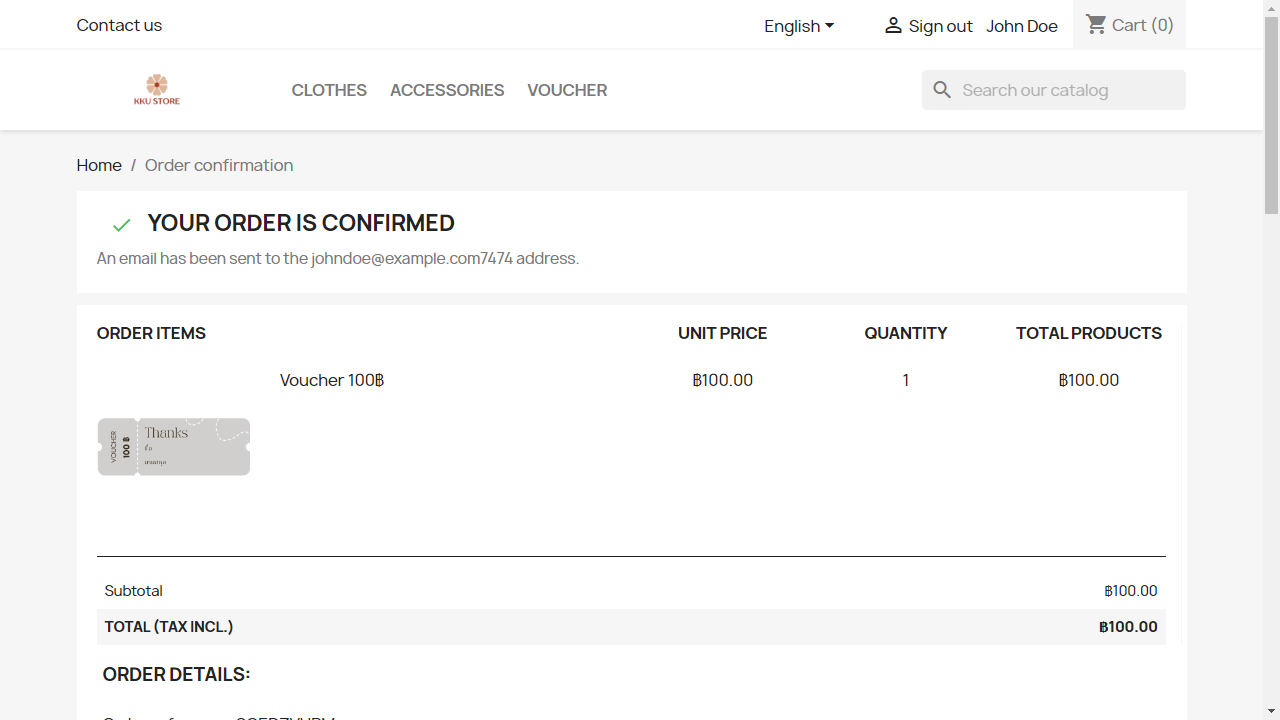 Contact us
English
Sign out
John Doe
Cart (0)
KKU STORE
CLOTHES
ACCESSORIES
VOUCHER
Search our catalog
Home / Order confirmation
YOUR ORDER IS CONFIRMED
An email has been sent to the johndoe@example.com7474 address.
ORDER ITEMS
UNIT PRICE
QUANTITY
TOTAL PRODUCTS
Voucher 100฿
฿100.00
1
฿100.00
VOUCHER
100 ฿
Thanks
Subtotal
฿100.00
TOTAL (TAX INCL.)
฿100.00
ORDER DETAILS: